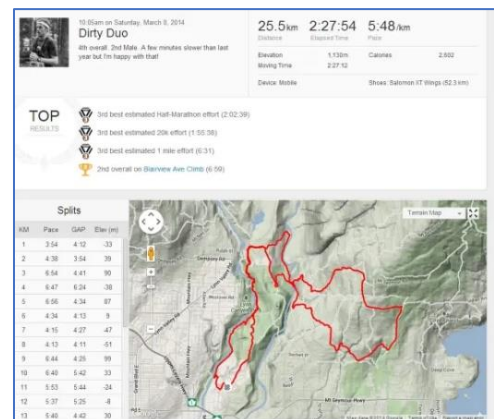 10:05am on Saturday, March 8, 2014
Dirty Duo
4th overall. 2nd Male. A few minutes slower than last
year but I'm happy with that!
25.5km 2:27:54 5:48/km
Distance Elapsed Time Pace
Elevation 1,130m Calories 2,802
Moving Time 2:27:12
Device: Mobile Shoes: Salomon XT Wings (52.3 km)
TOP
RESULTS
3rd best estimated Half-Marathon effort (2:02:39)
3rd best estimated 20k effort (1:55:58)
3rd best estimated 1 mile effort (6:31)
2nd overall on Blairview Ave Climb (6:50)
Splits
KM Pace GAP Elev (m)
1 3:54 4:12 -33
2 4:38 3:54 39
3 6:54 4:41 90
4 6:47 6:24 -38
5 6:56 4:34 87
6 4:34 4:13 9
7 4:15 4:27 -47
8 4:13 4:11 -51
9 6:44 4:25 99
10 6:40 5:42 33
11 5:53 5:44 -24
12 5:37 5:25 -8
13 5:40 4:42 30
Terrain Map
Mt Seymour Pkwy